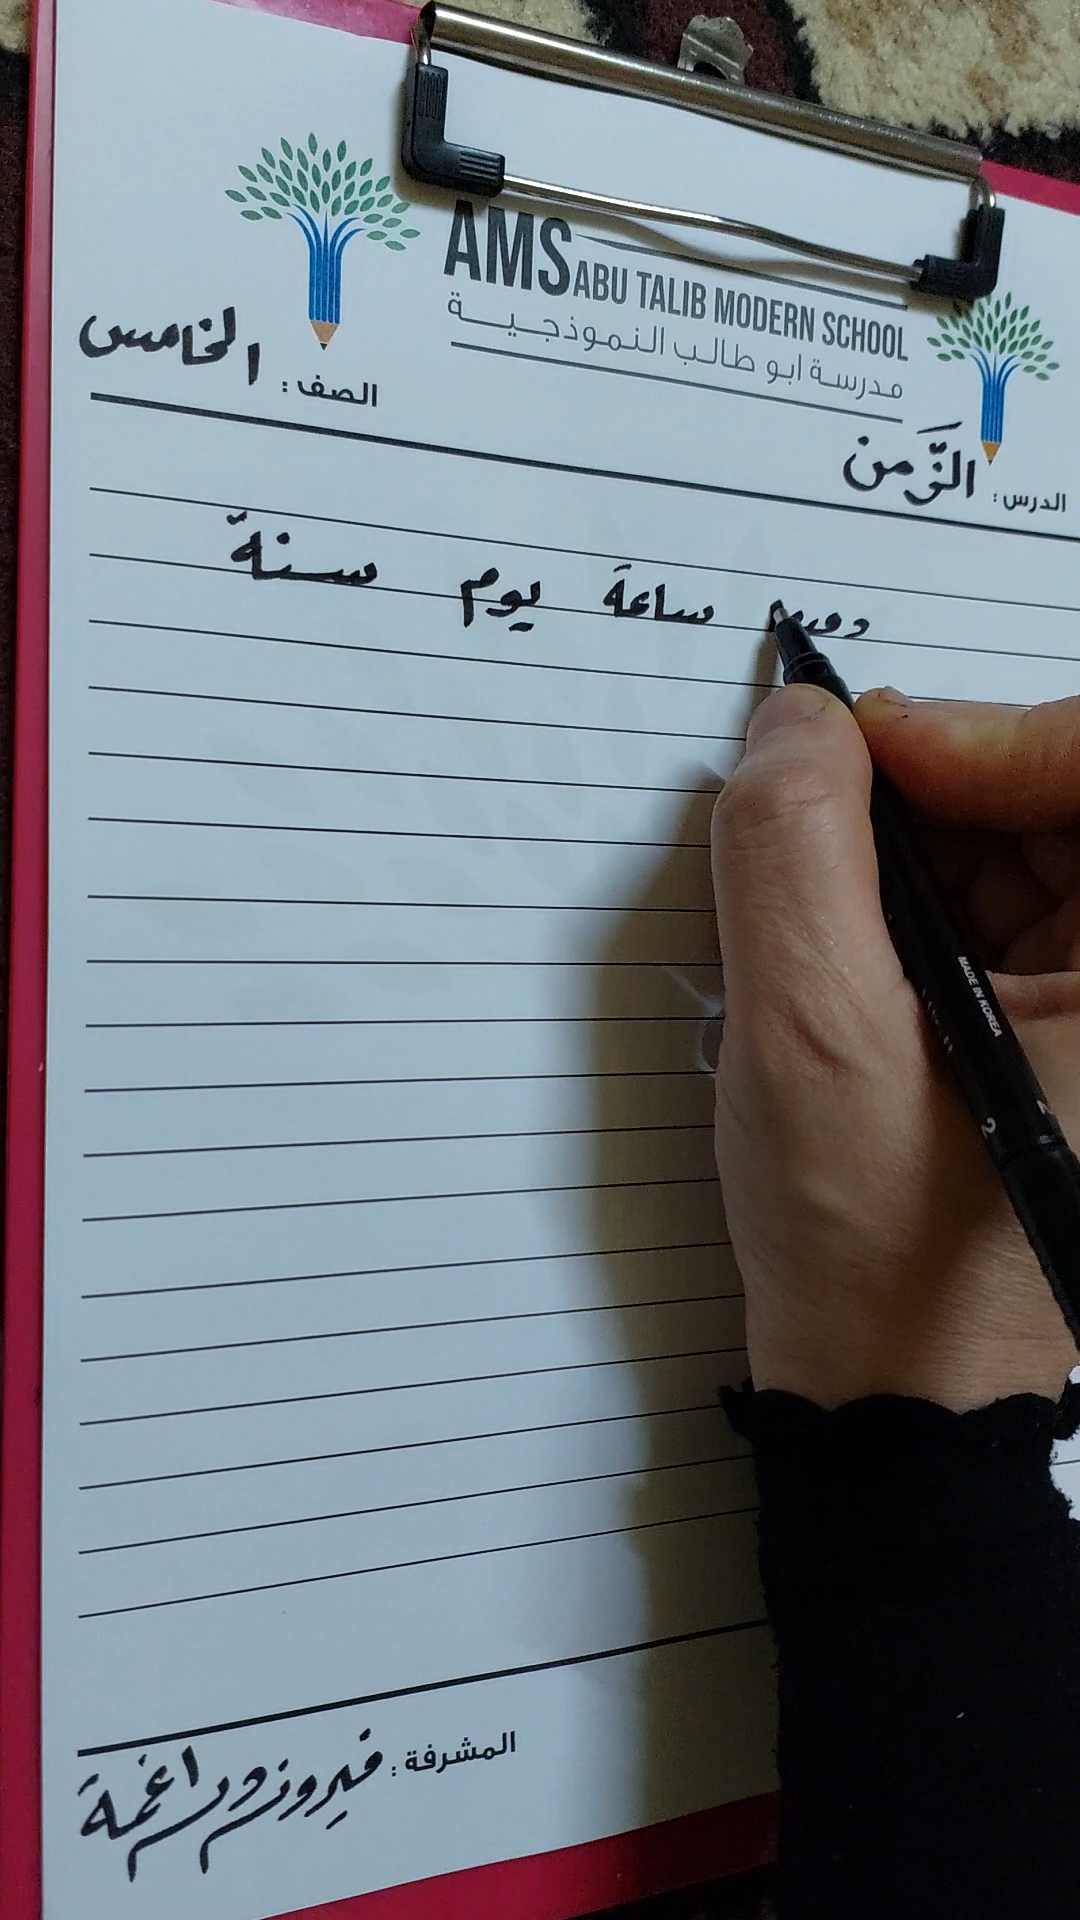 AMS ABU TALIB MODERN SCHOOL
مدرسة ابو طالب النموذجية
الصف: الخامس
الدرس: الزَّمن
ساعة يوم سنة
المشرفة: فيروز
MADE IN KOREA
2